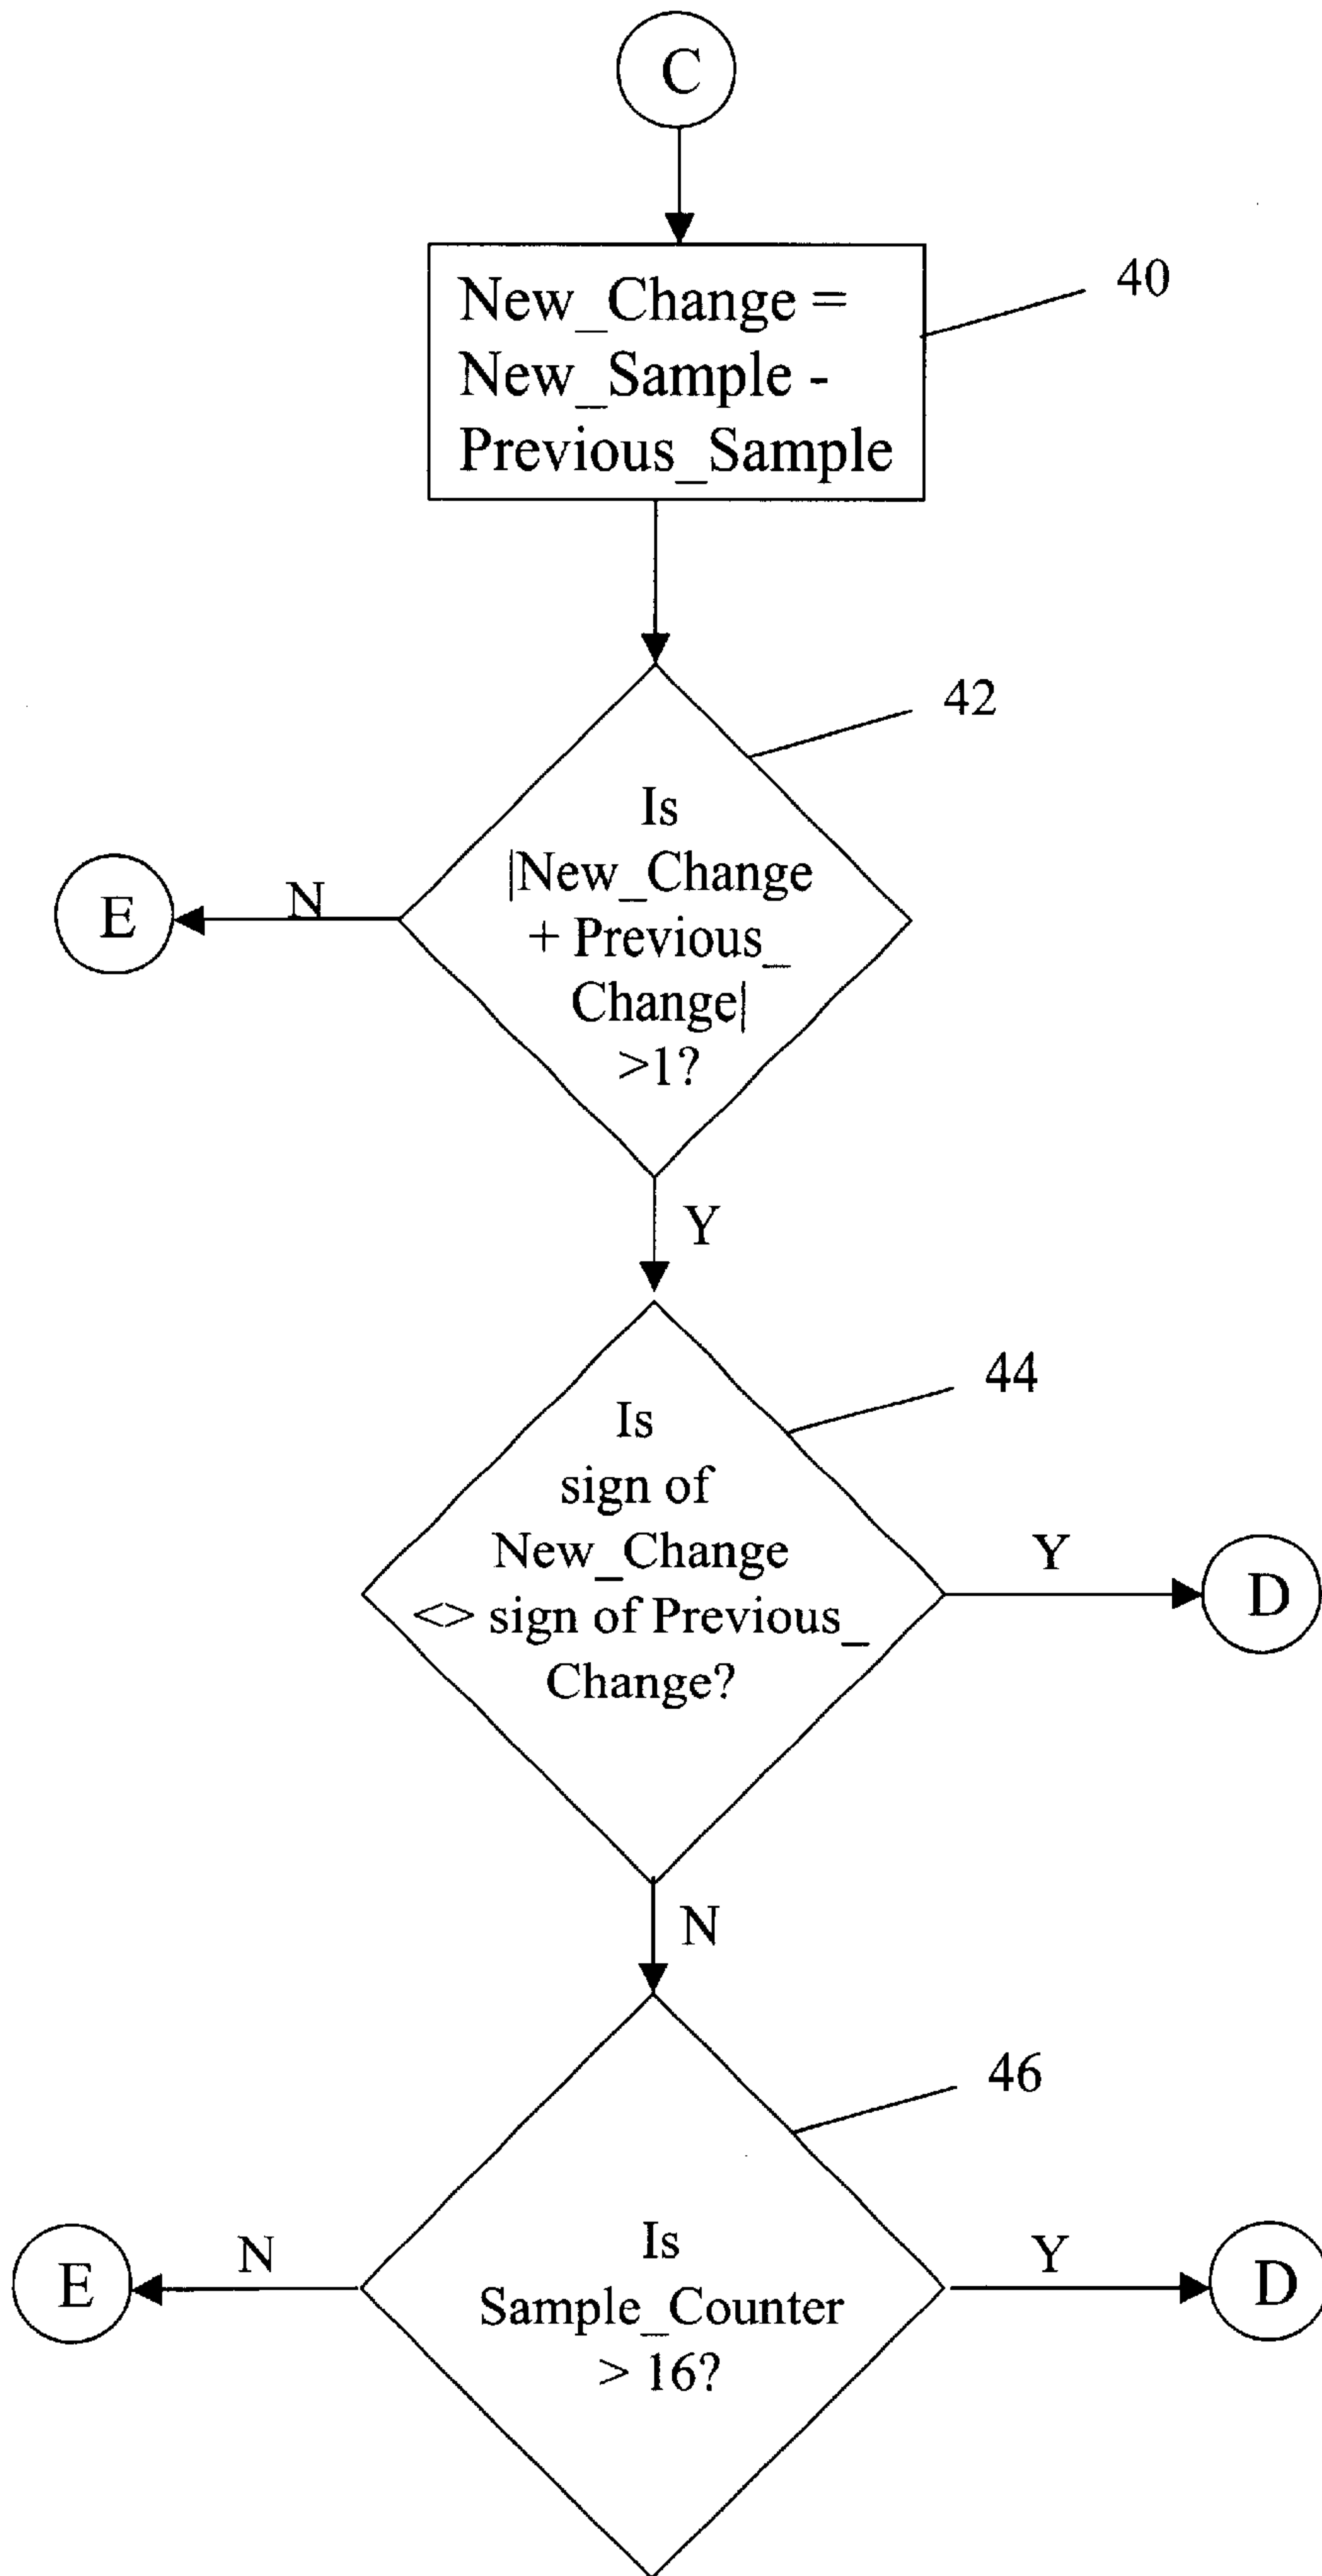 C
New_Change =
New_Sample -
Previous_Sample
40
42
Is
|New_Change
+ Previous_
Change|
>1?
N
E
Y
44
Is
sign of
New_Change
<> sign of Previous_
Change?
Y
D
N
46
Is
Sample_Counter
> 16?
N
E
Y
D